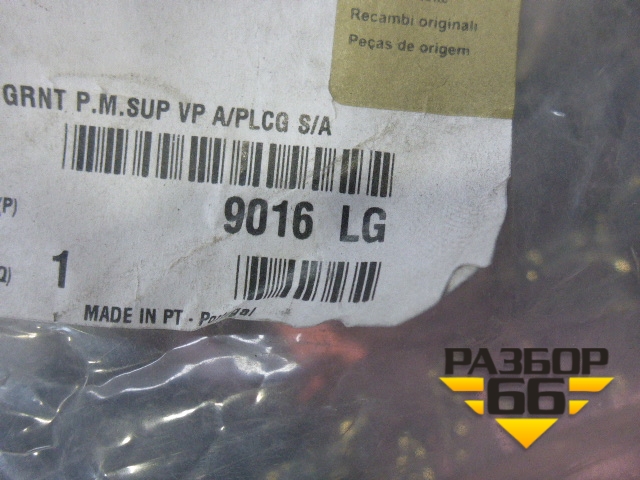 Recambi originali
Peças de origem
GRNT P.M.SUP VP A/PLCG S/A
(P)
9016 LG
Q)
1
MADE IN PT - Portugal
РАЗБОР
66